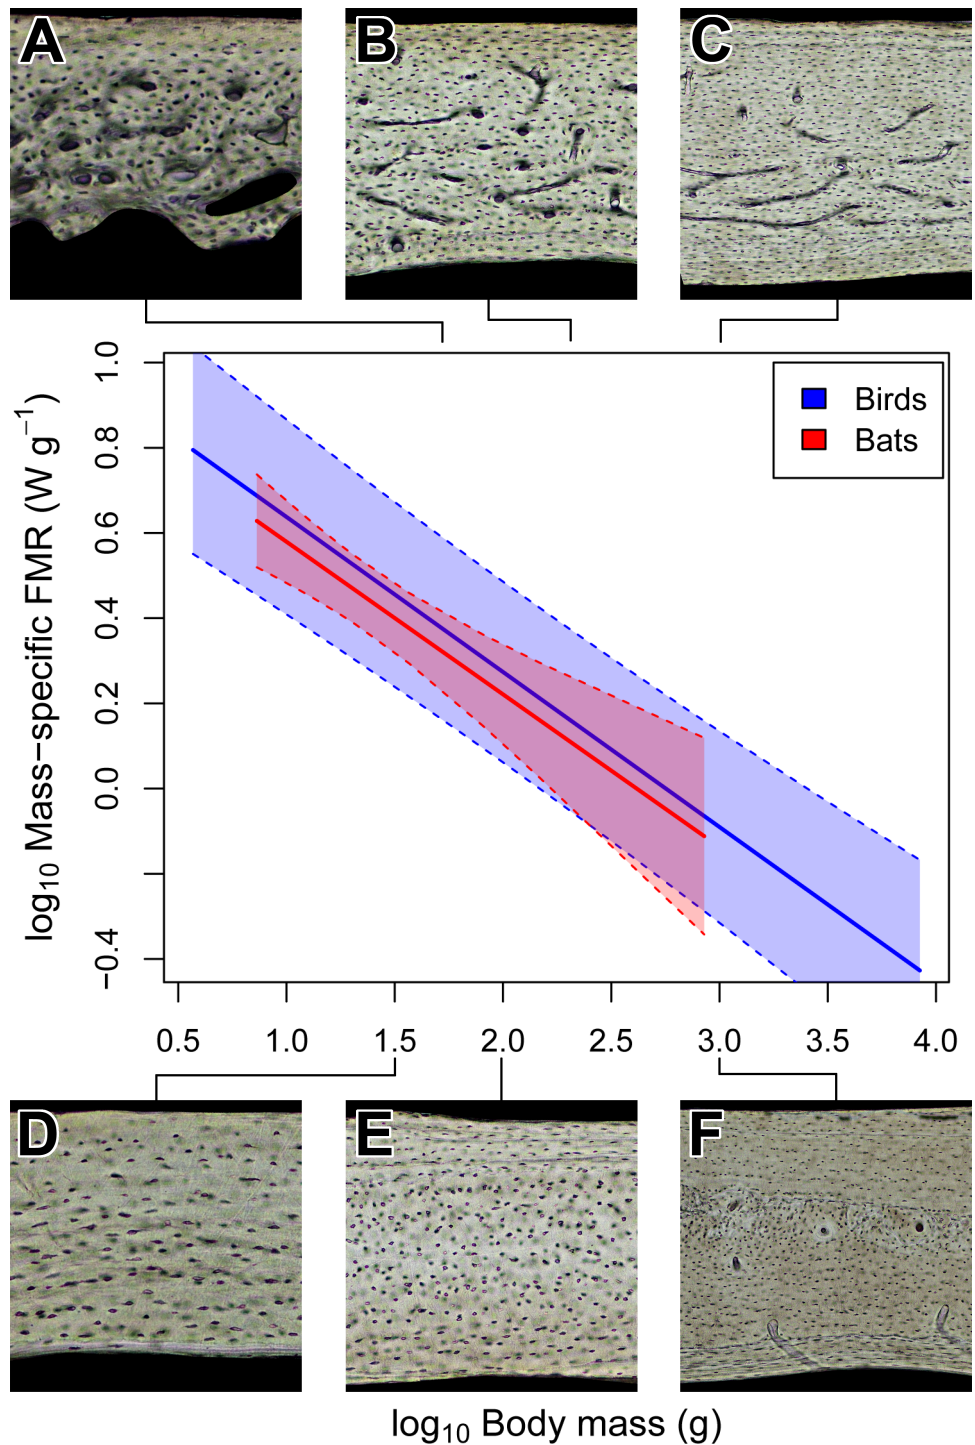 A
B
C
log10 Mass−specific FMR (W g−1)
1.0
0.8
0.6
0.4
0.2
0.0
−0.4
Birds
Bats
0.5 1.0 1.5 2.0 2.5 3.0 3.5 4.0
D
E
F
log10 Body mass (g)